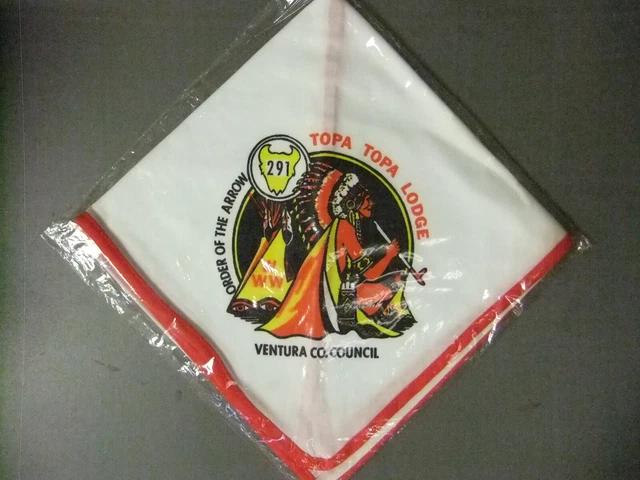 TOPA TOPA LODGE
291
ORDER OF THE ARROW
WWW
VENTURA CO. COUNCIL